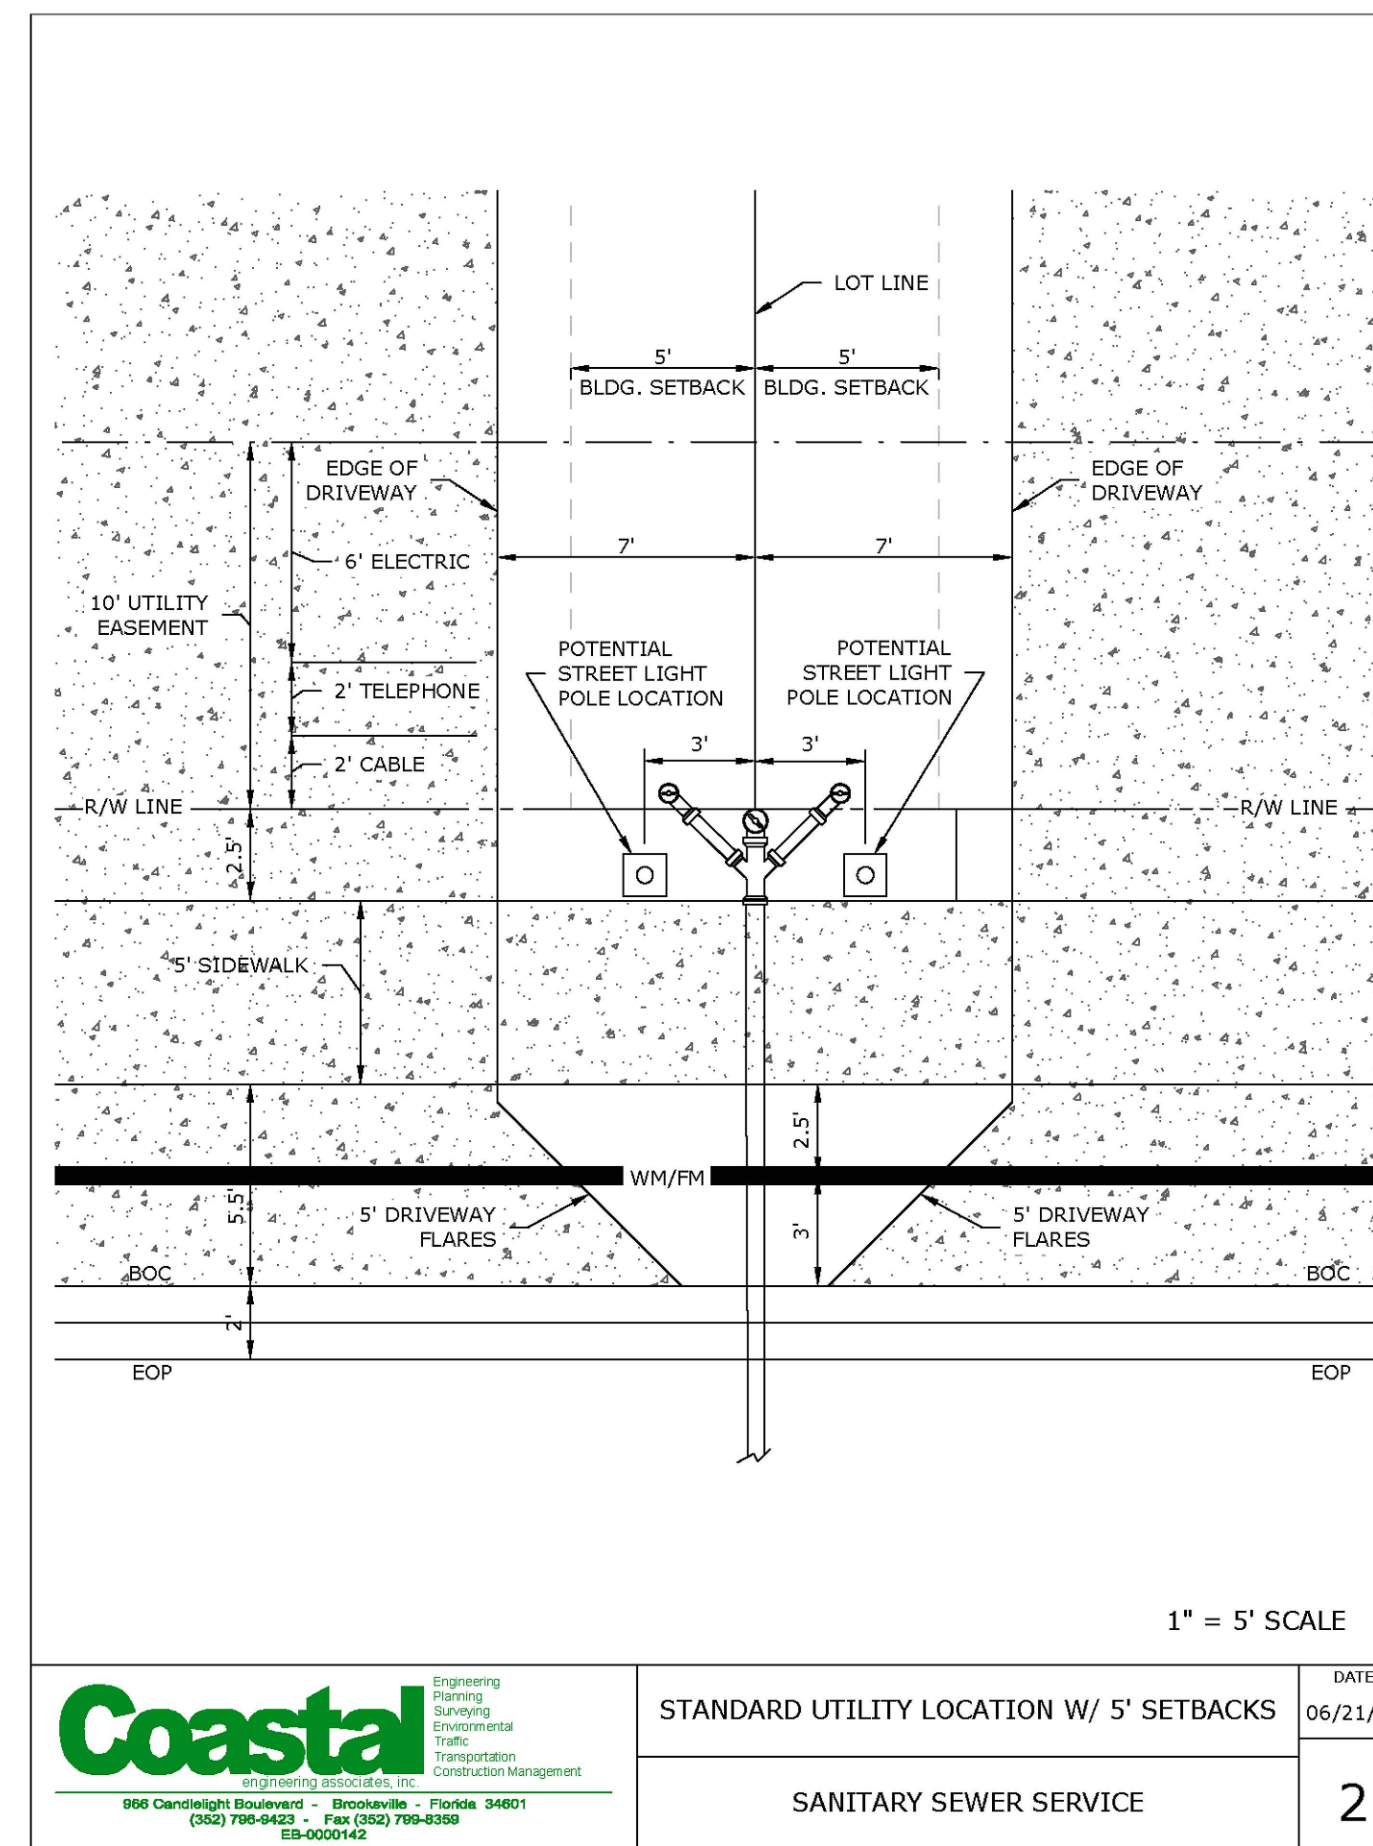 LOT LINE
5'
5'
BLDG. SETBACK
BLDG. SETBACK
EDGE OF
DRIVEWAY
EDGE OF
DRIVEWAY
7'
7'
6' ELECTRIC
10' UTILITY
EASEMENT
POTENTIAL
STREET LIGHT
POLE LOCATION
POTENTIAL
STREET LIGHT
POLE LOCATION
2' TELEPHONE
3'
3'
2' CABLE
R/W LINE
R/W LINE
2.5'
5' SIDEWALK
2.5'
WM/FM
5.5'
5' DRIVEWAY
FLARES
3'
5' DRIVEWAY
FLARES
BOC
BOC
2'
EOP
EOP
1" = 5' SCALE
Coastal
Engineering
Planning
Surveying
Environmental
Traffic
Transportation
Construction Management
engineering associates, inc.
966 Candlelight Boulevard - Brooksville - Florida 34601
(352) 796-9423 - Fax (352) 799-8359
EB-0000142
STANDARD UTILITY LOCATION W/ 5' SETBACKS
SANITARY SEWER SERVICE
DATE
06/21/
2